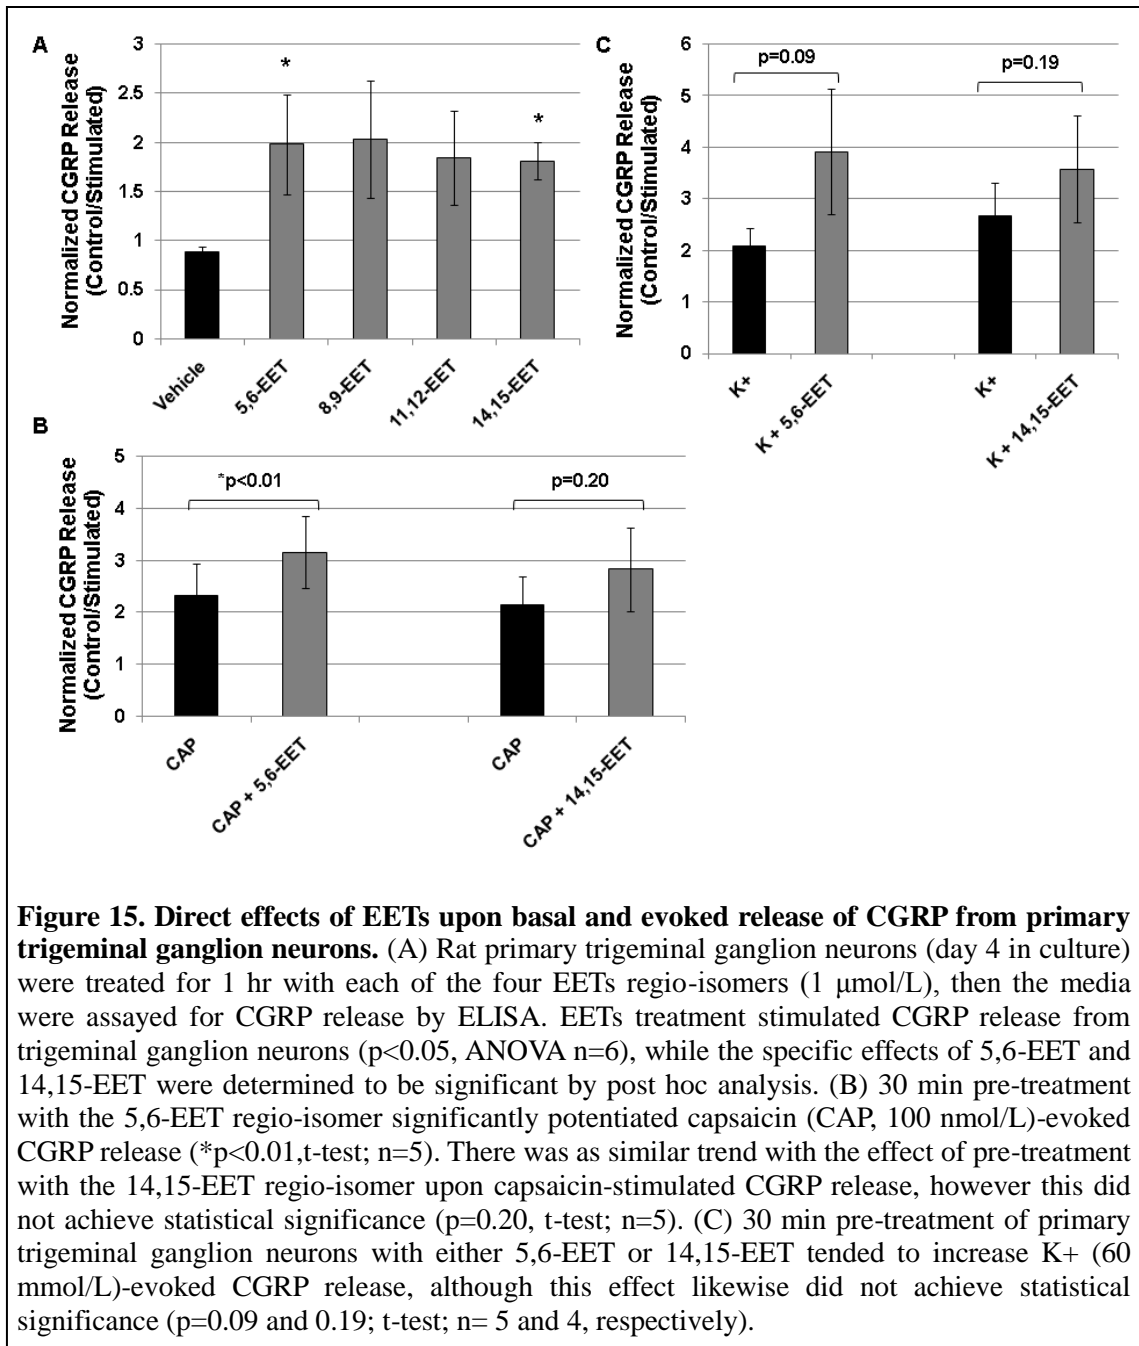 A
Normalized CGRP Release
(Control/Stimulated)
3
2.5
2
1.5
1
0.5
0
*
*
Vehicle
5,6-EET
8,9-EET
11,12-EET
14,15-EET
C
Normalized CGRP Release
(Control/Stimulated)
6
5
4
3
2
1
0
p=0.09
p=0.19
K+
K + 5,6-EET
K+
K + 14,15-EET
B
Normalized CGRP Release
(Control/Stimulated)
5
4
3
2
1
0
*p<0.01
p=0.20
CAP
CAP + 5,6-EET
CAP
CAP + 14,15-EET
Figure 15. Direct effects of EETs upon basal and evoked release of CGRP from primary
trigeminal ganglion neurons. (A) Rat primary trigeminal ganglion neurons (day 4 in culture)
were treated for 1 hr with each of the four EETs regio-isomers (1 μmol/L), then the media
were assayed for CGRP release by ELISA. EETs treatment stimulated CGRP release from
trigeminal ganglion neurons (p<0.05, ANOVA n=6), while the specific effects of 5,6-EET and
14,15-EET were determined to be significant by post hoc analysis. (B) 30 min pre-treatment
with the 5,6-EET regio-isomer significantly potentiated capsaicin (CAP, 100 nmol/L)-evoked
CGRP release (*p<0.01,t-test; n=5). There was as similar trend with the effect of pre-treatment
with the 14,15-EET regio-isomer upon capsaicin-stimulated CGRP release, however this did
not achieve statistical significance (p=0.20, t-test; n=5). (C) 30 min pre-treatment of primary
trigeminal ganglion neurons with either 5,6-EET or 14,15-EET tended to increase K+ (60
mmol/L)-evoked CGRP release, although this effect likewise did not achieve statistical
significance (p=0.09 and 0.19; t-test; n= 5 and 4, respectively).